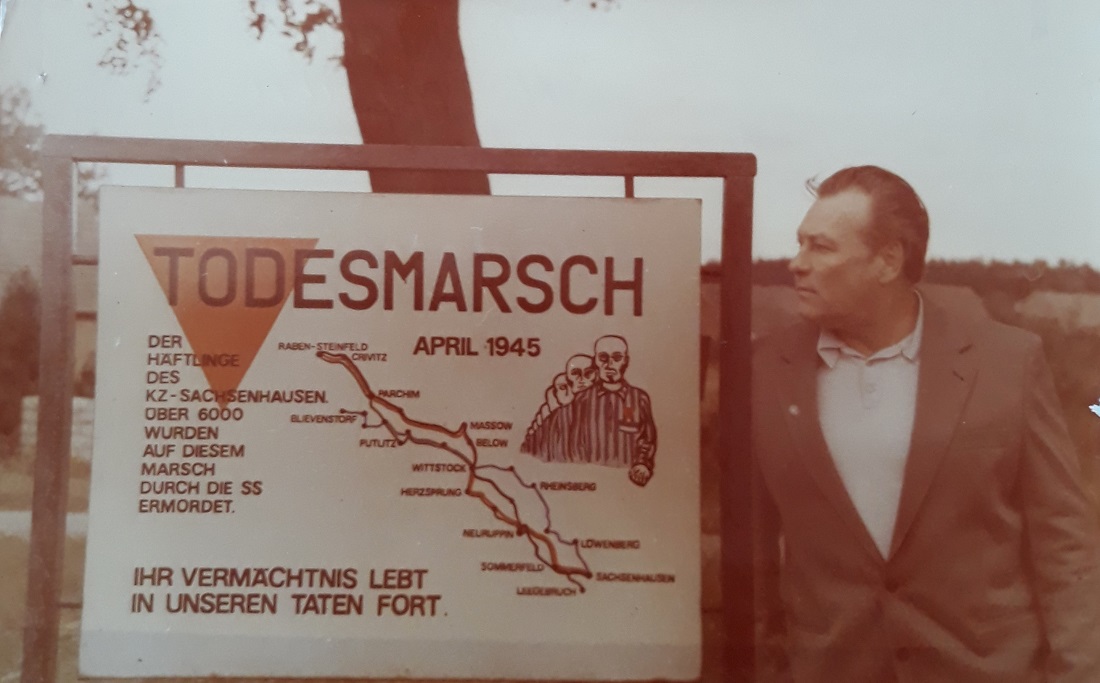 TODESMARSCH
APRIL 1945
DER
HÄFTLINGE
DES
KZ-SACHSENHAUSEN.
ÜBER 6000
WURDEN
AUF DIESEM
MARSCH
DURCH DIE SS
ERMORDET.
RABEN-STEINFELD
CRIVITZ
PARCHIM
BLIEVENSTORF
MASSOW
PUTLITZ
BELOW
WITTSTOCK
HERZSPRUNG
RHEINSBERG
NEURUPPIN
LÖWENBERG
SOMMERFELD
SACHSENHAUSEN
LEEGEBRUCH
IHR VERMÄCHTNIS LEBT
IN UNSEREN TATEN FORT.